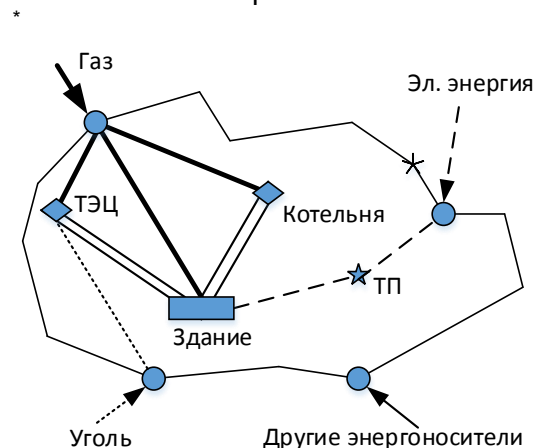 *
Газ
Эл. энергия
ТЭЦ
Котельня
ТП
Здание
Уголь
Другие энергоносители